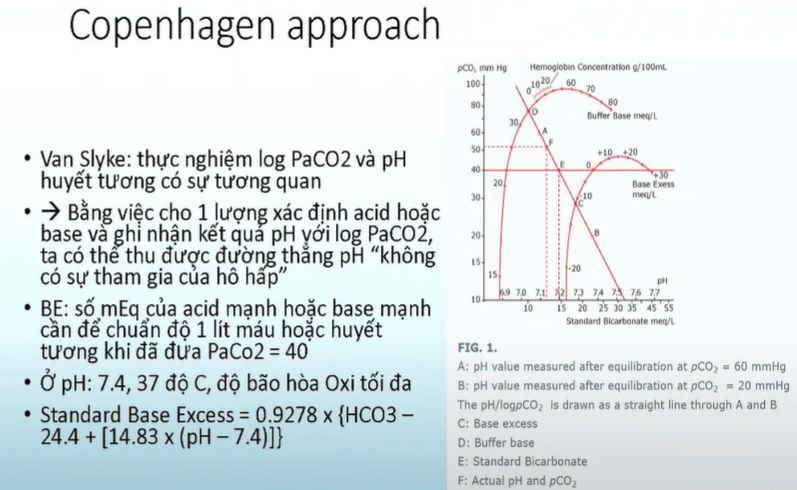 Copenhagen approach
• Van Slyke: thực nghiệm log PaCO2 và pH
huyết tương có sự tương quan
• → Bằng việc cho 1 lượng xác định acid hoặc
base và ghi nhận kết quả pH với log PaCO2,
ta có thể thu được đường thẳng pH “không
có sự tham gia của hô hấp”
• BE: số mEq của acid mạnh hoặc base mạnh
cần để chuẩn độ 1 lít máu hoặc huyết
tương khi đã đưa PaCo2 = 40
• Ở pH: 7.4, 37 độ C, độ bão hòa Oxi tối đa
• Standard Base Excess = 0.9278 x {HCO3 –
24.4 + [14.83 x (pH – 7.4)]}
pCO₂ mm Hg
Hemoglobin Concentration g/100mL
100
80
60
50
40
30
20
15
10
0 10 20 60 70 80
Buffer Base meq/L
30
20
15
D
A
F
E
C
B
0 +10 +20 +30
Base Exess
meq/L
-10
-20
pH
6.9 7.0 7.1 7.2 7.3 7.4 7.5 7.6 7.7
10 15 20 25 30 35 45 55
Standard Bicarbonate meq/L
FIG. 1.
A: pH value measured after equilibration at pCO₂ = 60 mmHg
B: pH value measured after equilibration at pCO₂ = 20 mmHg
The pH/logpCO₂ is drawn as a straight line through A and B
C: Base excess
D: Buffer base
E: Standard Bicarbonate
F: Actual pH and pCO₂